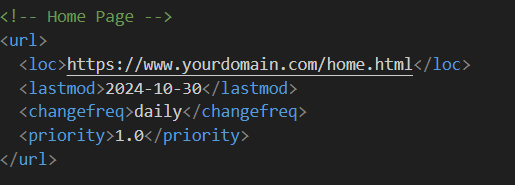 <!-- Home Page -->
<url>
<loc>https://www.yourdomain.com/home.html</loc>
<lastmod>2024-10-30</lastmod>
<changefreq>daily</changefreq>
<priority>1.0</priority>
</url>